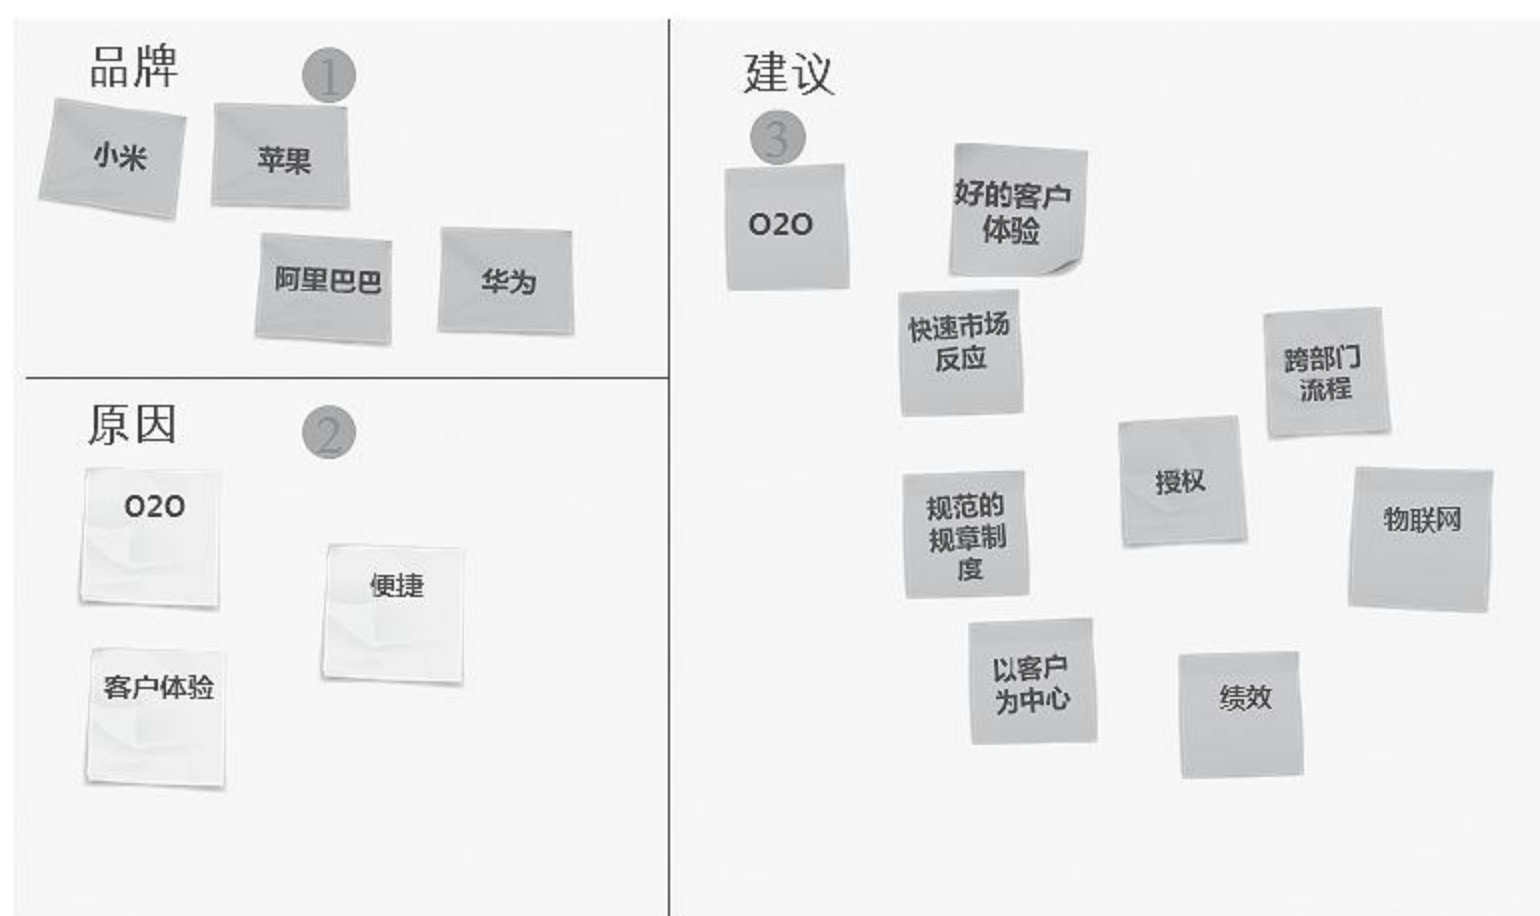 品牌
1
小米
苹果
阿里巴巴
华为
原因
2
O2O
便捷
客户体验
建议
3
O2O
好的客户
体验
快速市场
反应
跨部门
流程
授权
规范的
规章制
度
物联网
以客户
为中心
绩效